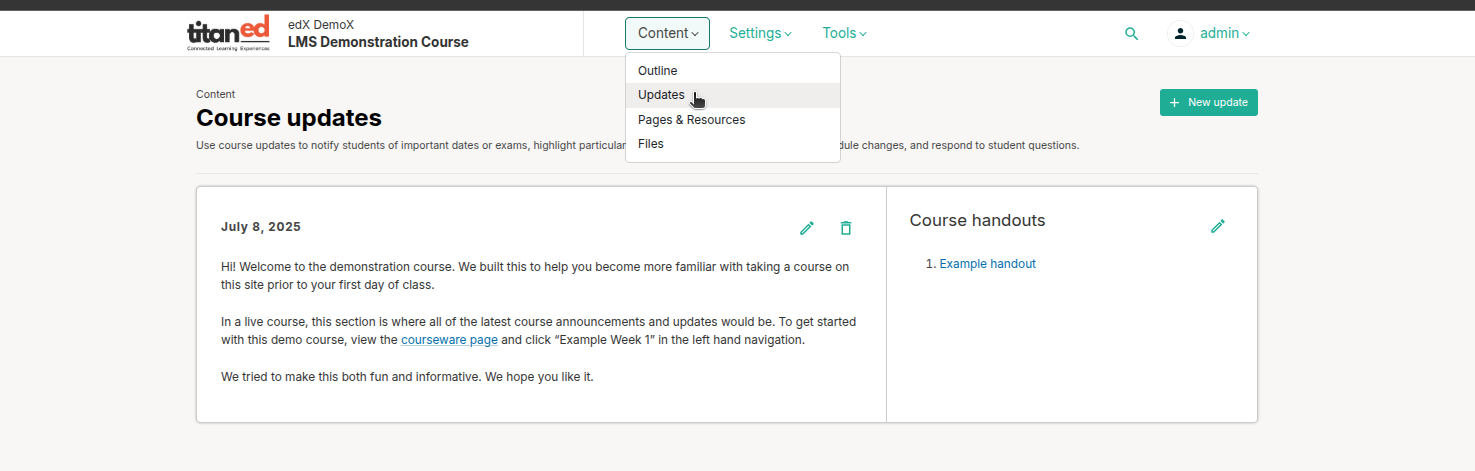 titaned
Connected Learning Experiences
edX DemoX
LMS Demonstration Course
Content
Settings
Tools
admin
Outline
Updates
Pages & Resources
Files
Content
Course updates
New update
Use course updates to notify students of important dates or exams, highlight particular dule changes, and respond to student questions.
July 8, 2025
Hi! Welcome to the demonstration course. We built this to help you become more familiar with taking a course on
this site prior to your first day of class.
In a live course, this section is where all of the latest course announcements and updates would be. To get started
with this demo course, view the courseware page and click “Example Week 1” in the left hand navigation.
We tried to make this both fun and informative. We hope you like it.
Course handouts
1. Example handout